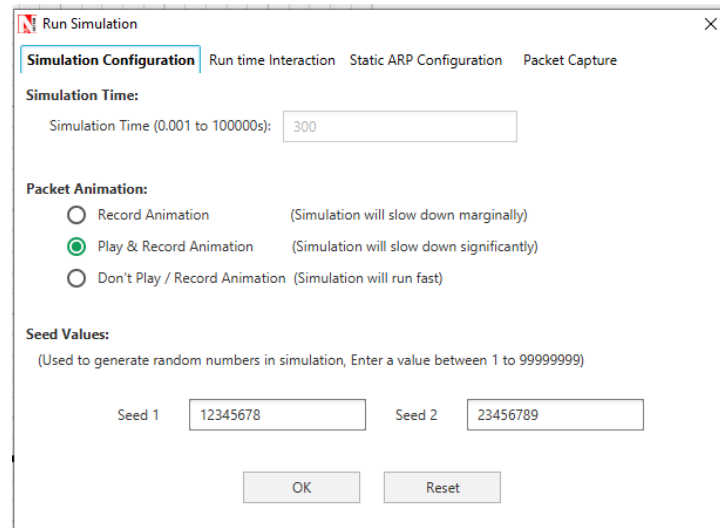 Run Simulation
Simulation Configuration Run time Interaction Static ARP Configuration Packet Capture
Simulation Time:
Simulation Time (0.001 to 100000s): 300
Packet Animation:
Record Animation (Simulation will slow down marginally)
Play & Record Animation (Simulation will slow down significantly)
Don't Play / Record Animation (Simulation will run fast)
Seed Values:
(Used to generate random numbers in simulation, Enter a value between 1 to 99999999)
Seed 1 12345678 Seed 2 23456789
OK Reset